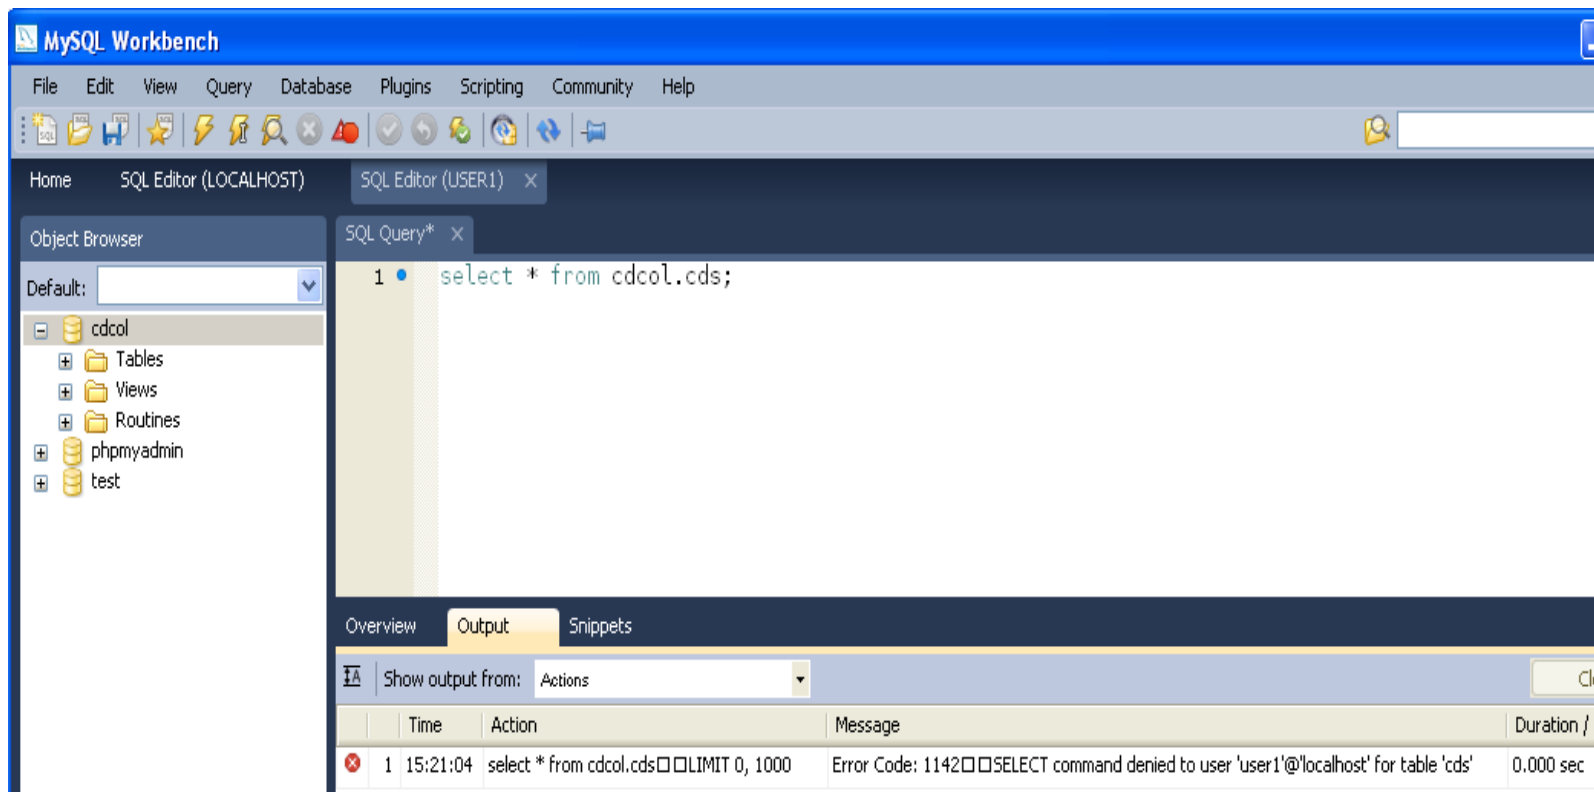 MySQL Workbench
File Edit View Query Database Plugins Scripting Community Help
Home SQL Editor (LOCALHOST) SQL Editor (USER1)
Object Browser
SQL Query*
Default:
1 select * from cdcol.cds;
cdcol
Tables
Views
Routines
phpmyadmin
test
Overview Output Snippets
Show output from: Actions
Time Action Message Duration /
1 15:21:04 select * from cdcol.cds□□LIMIT 0, 1000 Error Code: 1142□□SELECT command denied to user 'user1'@'localhost' for table 'cds' 0.000 sec